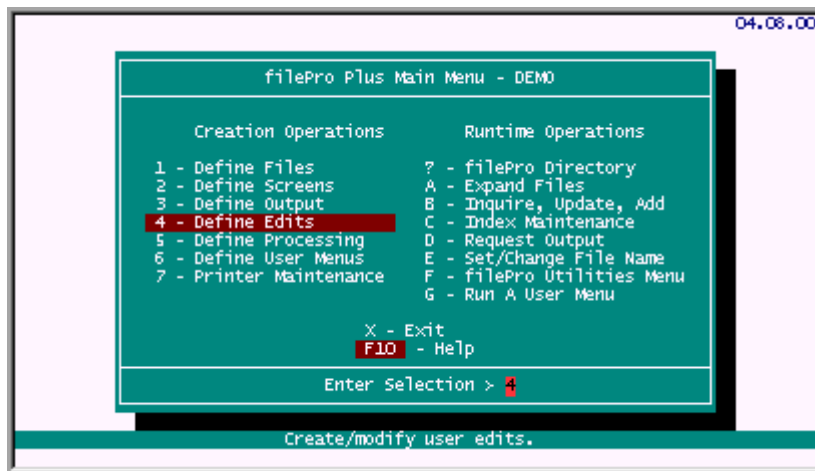 04.08.00
filePro Plus Main Menu - DEMO
Creation Operations
1 - Define Files
2 - Define Screens
3 - Define Output
4 - Define Edits
5 - Define Processing
6 - Define User Menus
7 - Printer Maintenance
Runtime Operations
? - filePro Directory
A - Expand Files
B - Inquire, Update, Add
C - Index Maintenance
D - Request Output
E - Set/Change File Name
F - filePro Utilities Menu
G - Run A User Menu
X - Exit
F10 - Help
Enter Selection > 4
Create/modify user edits.